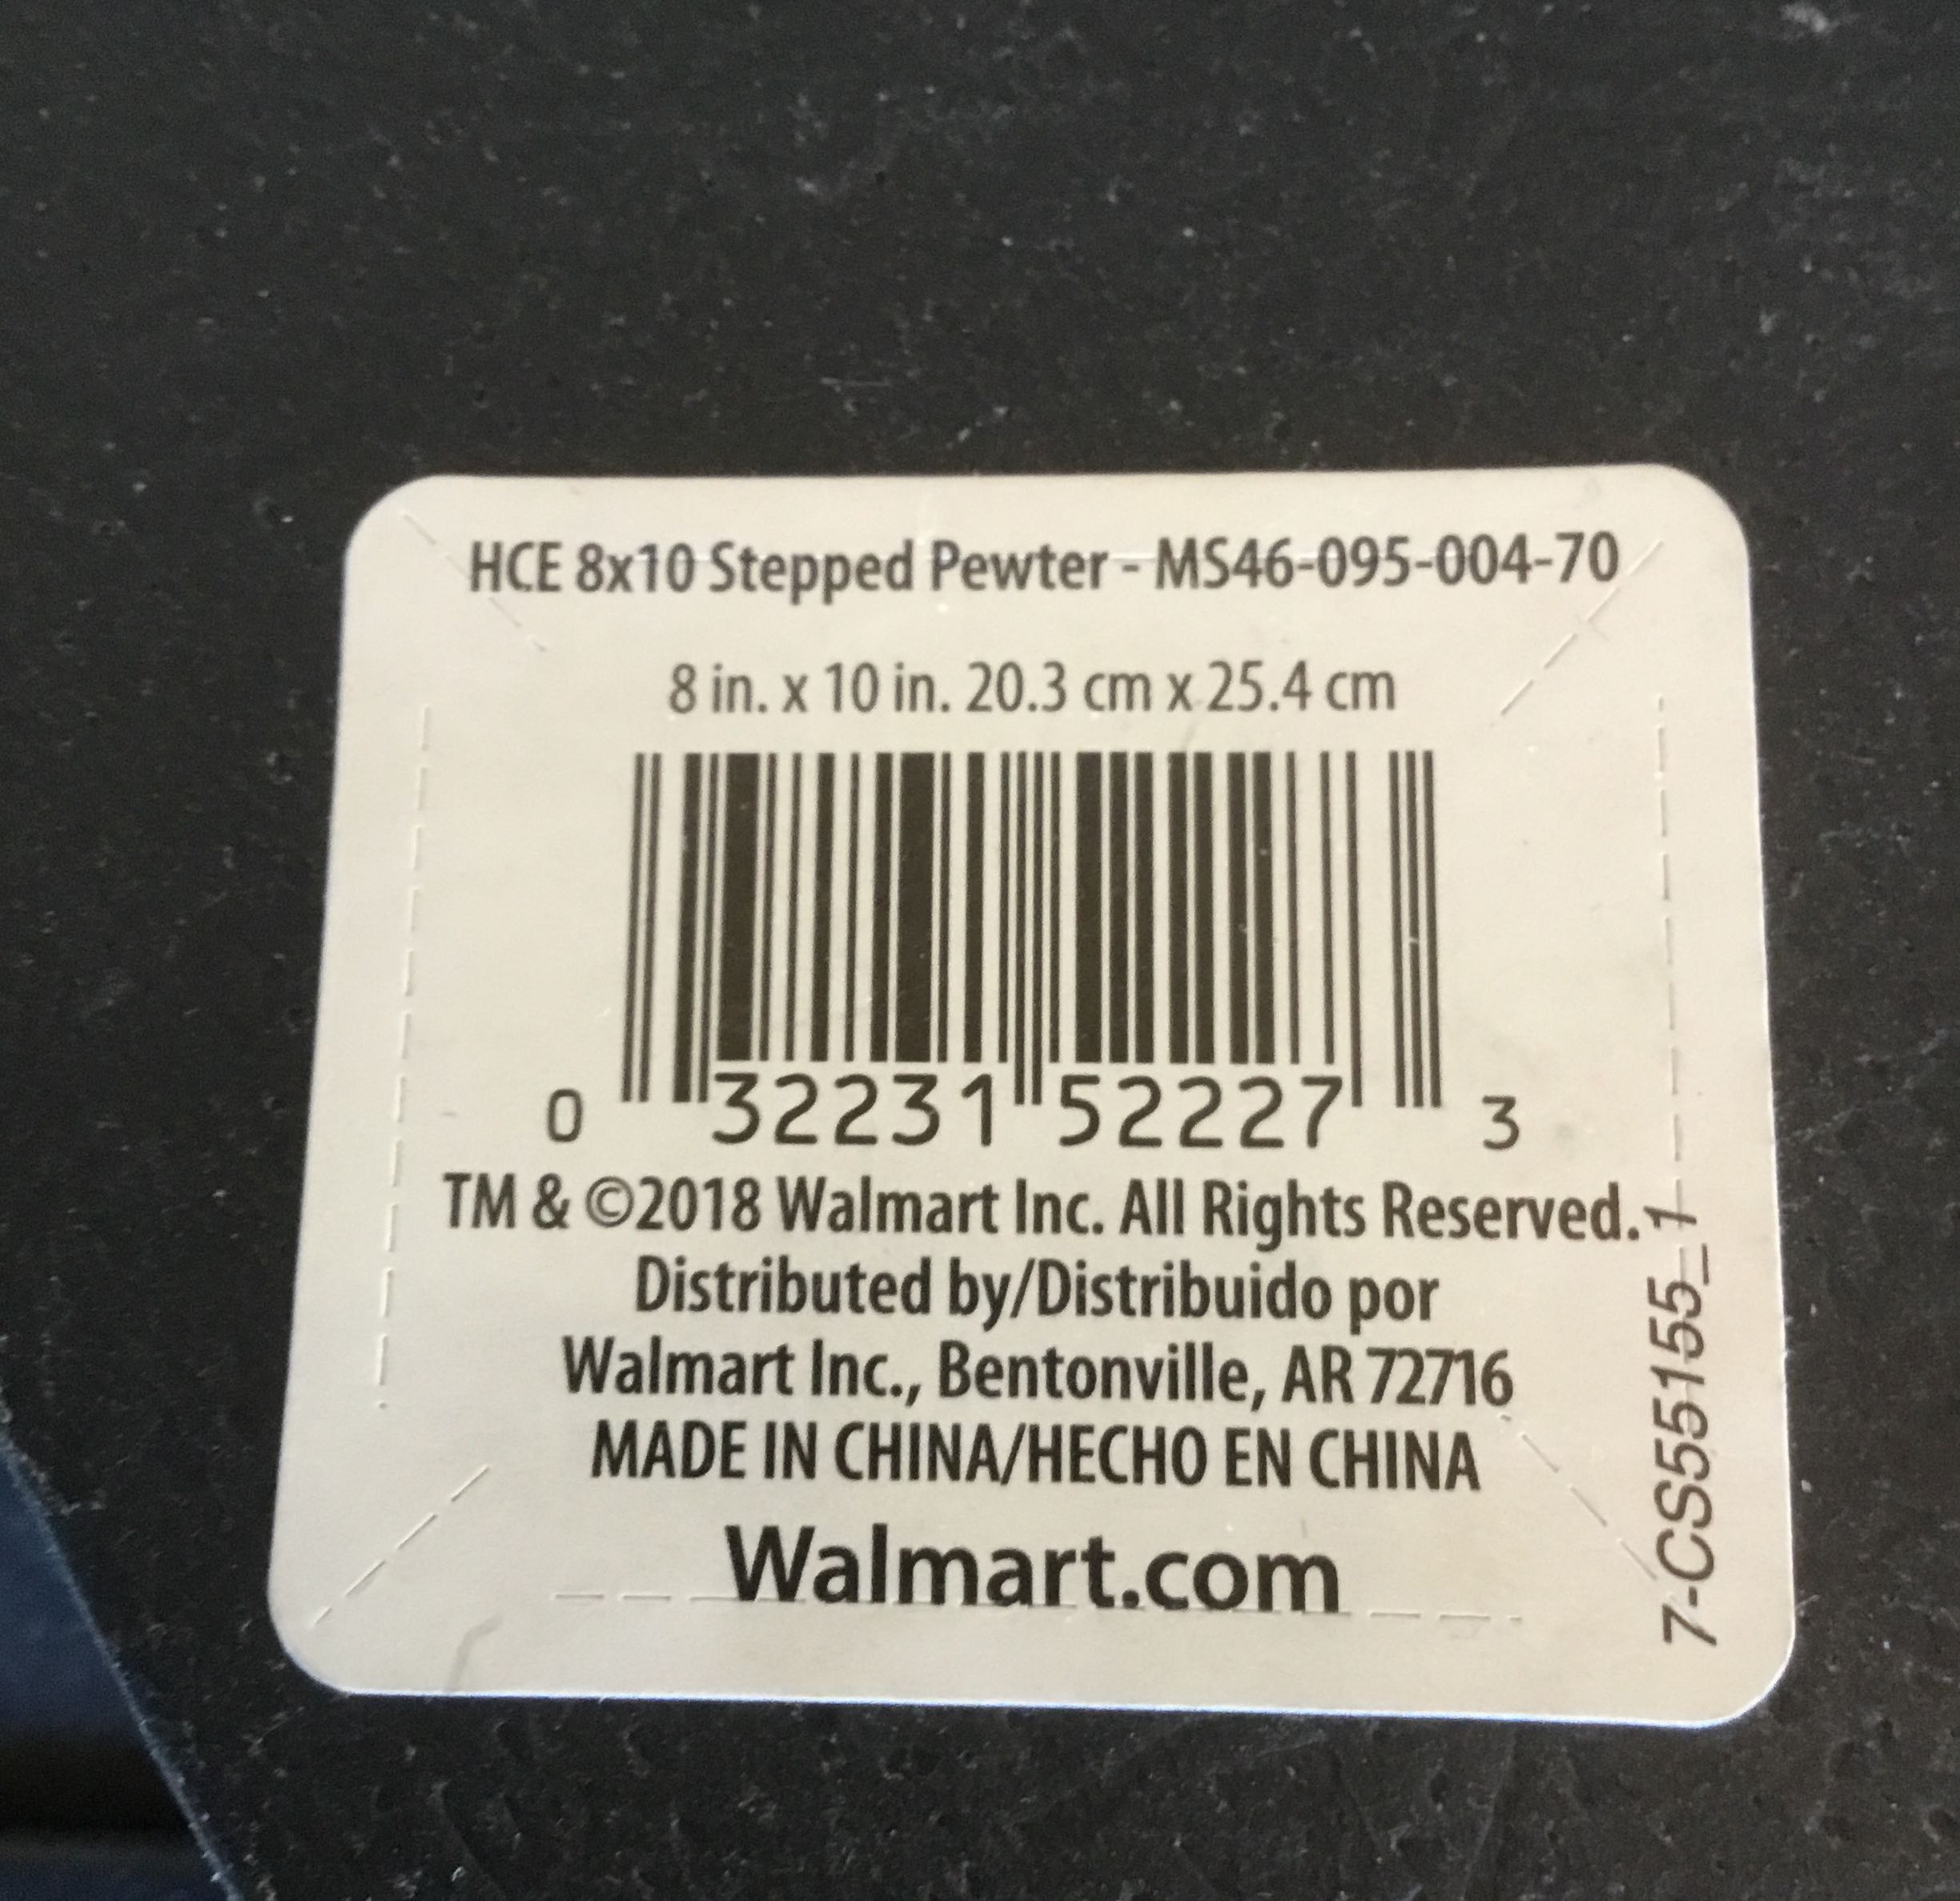 HCE 8x10 Stepped Pewter - MS46-095-004-70
8 in. x 10 in. 20.3 cm x 25.4 cm
0 32231 52227 3
TM & ©2018 Walmart Inc. All Rights Reserved.
Distributed by/Distribuido por
Walmart Inc., Bentonville, AR 72716
MADE IN CHINA/HECHO EN CHINA
Walmart.com
7-CS55155_1